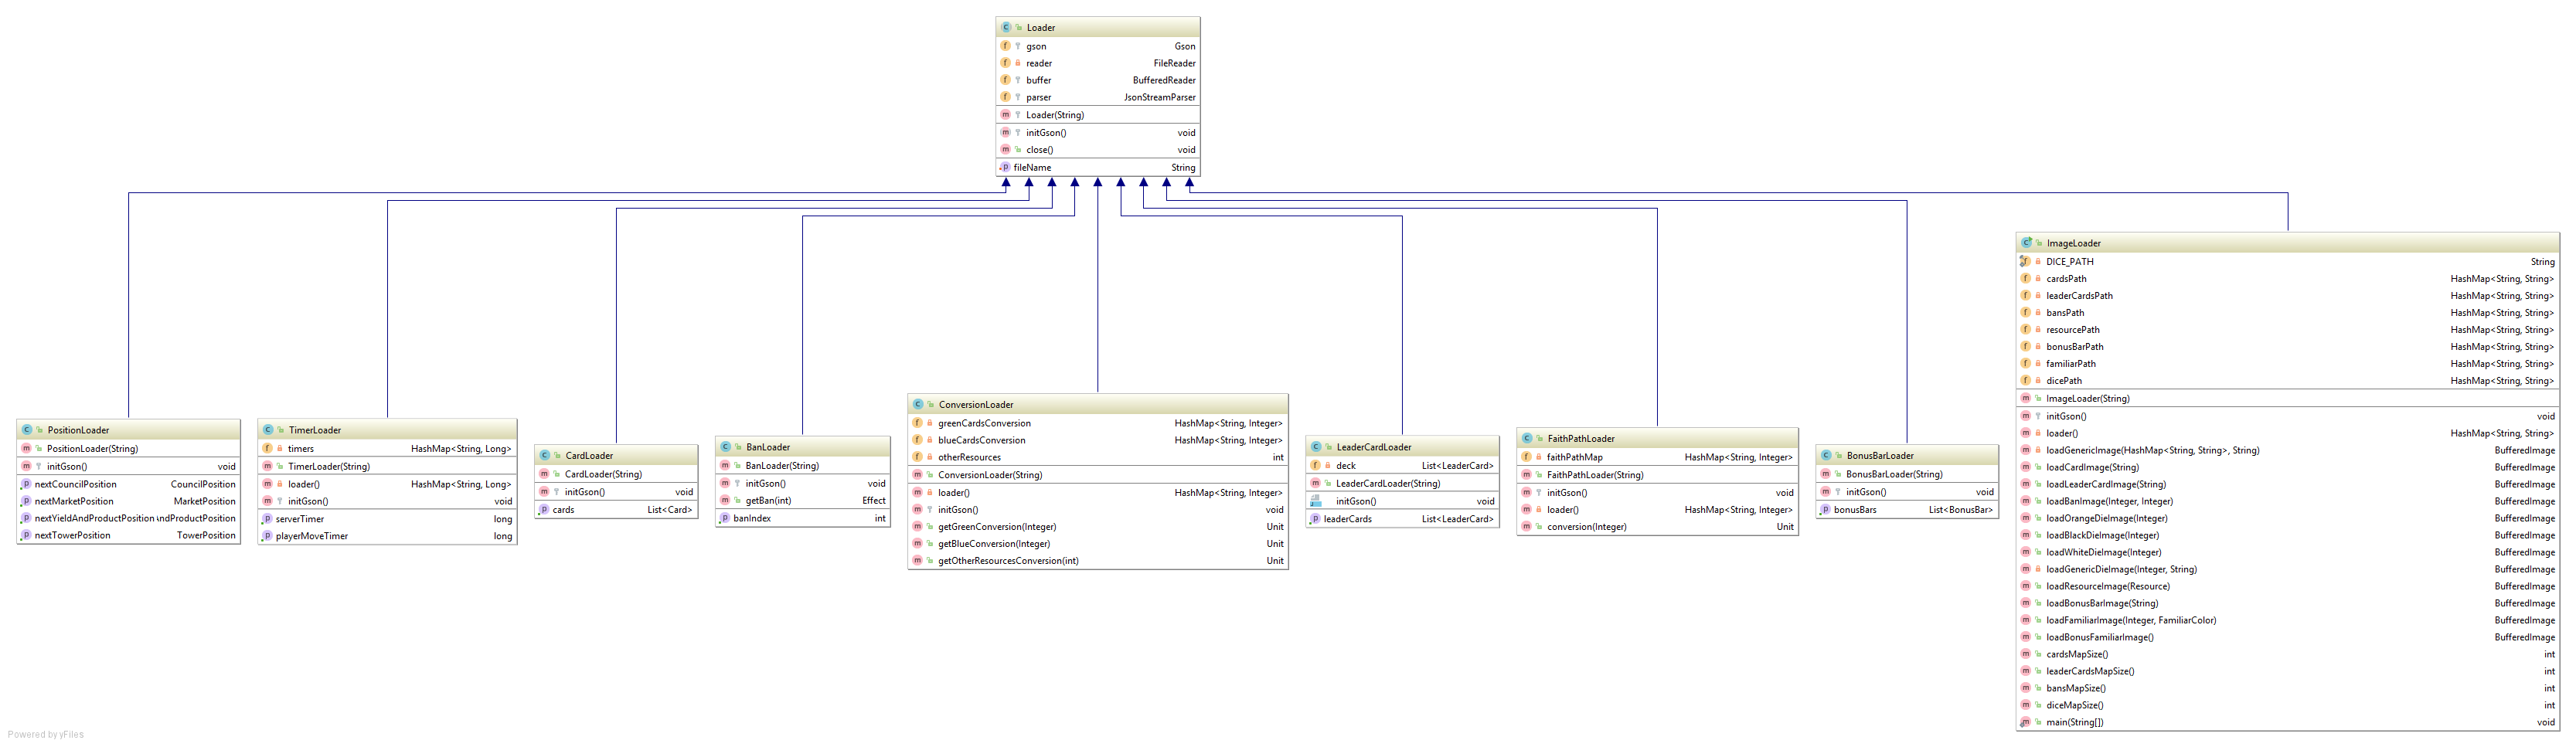 Loader
gson Gson
reader FileReader
buffer BufferedReader
parser JsonStreamParser
Loader(String)
initGson() void
close() void
fileName String
PositionLoader
PositionLoader(String)
initGson() void
nextCouncilPosition CouncilPosition
nextMarketPosition MarketPosition
nextYieldAndProductPosition ndProductPosition
nextTowerPosition TowerPosition
TimerLoader
timers HashMap<String, Long>
TimerLoader(String)
loader() HashMap<String, Long>
initGson() void
serverTimer long
playerMoveTimer long
CardLoader
CardLoader(String)
initGson() void
cards List<Card>
BanLoader
BanLoader(String)
initGson() void
getBan(int) Effect
banIndex int
ConversionLoader
greenCardsConversion HashMap<String, Integer>
blueCardsConversion HashMap<String, Integer>
otherResources int
ConversionLoader(String)
loader() HashMap<String, Integer>
initGson() void
getGreenConversion(Integer) Unit
getBlueConversion(Integer) Unit
getOtherResourcesConversion(int) Unit
LeaderCardLoader
deck List<LeaderCard>
LeaderCardLoader(String)
initGson() void
leaderCards List<LeaderCard>
FaithPathLoader
faithPathMap HashMap<String, Integer>
FaithPathLoader(String)
initGson() void
loader() HashMap<String, Integer>
conversion(Integer) Unit
BonusBarLoader
BonusBarLoader(String)
initGson() void
bonusBars List<BonusBar>
ImageLoader
DICE_PATH String
cardsPath HashMap<String, String>
leaderCardsPath HashMap<String, String>
bansPath HashMap<String, String>
resourcePath HashMap<String, String>
bonusBarPath HashMap<String, String>
familiarPath HashMap<String, String>
dicePath HashMap<String, String>
ImageLoader(String)
initGson() void
loader() HashMap<String, String>
loadGenericImage(HashMap<String, String>, String) BufferedImage
loadCardImage(String) BufferedImage
loadLeaderCardImage(String) BufferedImage
loadBanImage(Integer, Integer) BufferedImage
loadOrangeDieImage(Integer) BufferedImage
loadBlackDieImage(Integer) BufferedImage
loadWhiteDieImage(Integer) BufferedImage
loadGenericDieImage(Integer, String) BufferedImage
loadResourceImage(Resource) BufferedImage
loadBonusBarImage(String) BufferedImage
loadFamiliarImage(Integer, FamiliarColor) BufferedImage
loadBonusFamiliarImage() BufferedImage
cardsMapSize() int
leaderCardsMapSize() int
bansMapSize() int
diceMapSize() int
main(String[]) void
Powered by yFiles